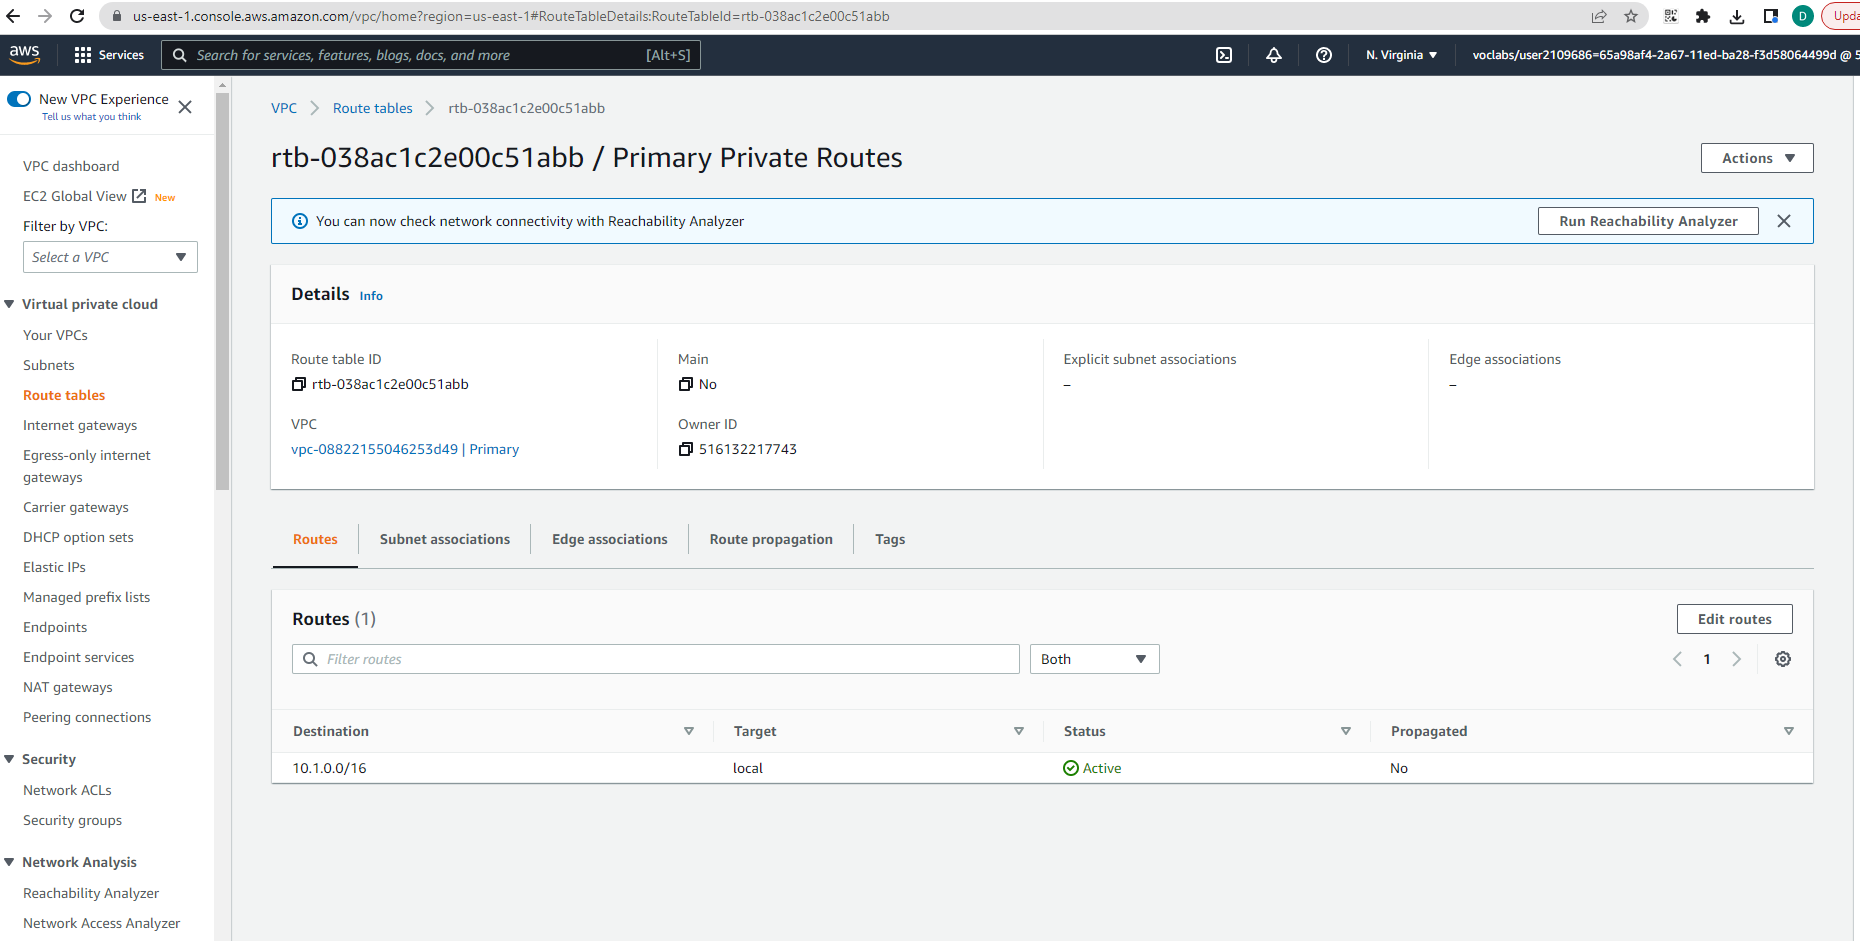 us-east-1.console.aws.amazon.com/vpc/home?region=us-east-1#RouteTableDetails:RouteTableId=rtb-038ac1c2e00c51abb
D
Upda
aws
Services
Search for services, features, blogs, docs, and more
[Alt+S]
N. Virginia
voclabs/user2109686=65a98af4-2a67-11ed-ba28-f3d58064499d @ 5
New VPC Experience
Tell us what you think
VPC dashboard
EC2 Global View New
Filter by VPC:
Select a VPC
Virtual private cloud
Your VPCs
Subnets
Route tables
Internet gateways
Egress-only internet
gateways
Carrier gateways
DHCP option sets
Elastic IPs
Managed prefix lists
Endpoints
Endpoint services
NAT gateways
Peering connections
Security
Network ACLs
Security groups
Network Analysis
Reachability Analyzer
Network Access Analyzer
VPC Route tables rtb-038ac1c2e00c51abb
rtb-038ac1c2e00c51abb / Primary Private Routes
Actions
You can now check network connectivity with Reachability Analyzer
Run Reachability Analyzer
Details Info
Route table ID
rtb-038ac1c2e00c51abb
VPC
vpc-08822155046253d49 | Primary
Main
No
Owner ID
516132217743
Explicit subnet associations
–
Edge associations
–
Routes
Subnet associations
Edge associations
Route propagation
Tags
Routes (1)
Edit routes
Filter routes
Both
1
Destination Target Status Propagated
10.1.0.0/16 local Active No